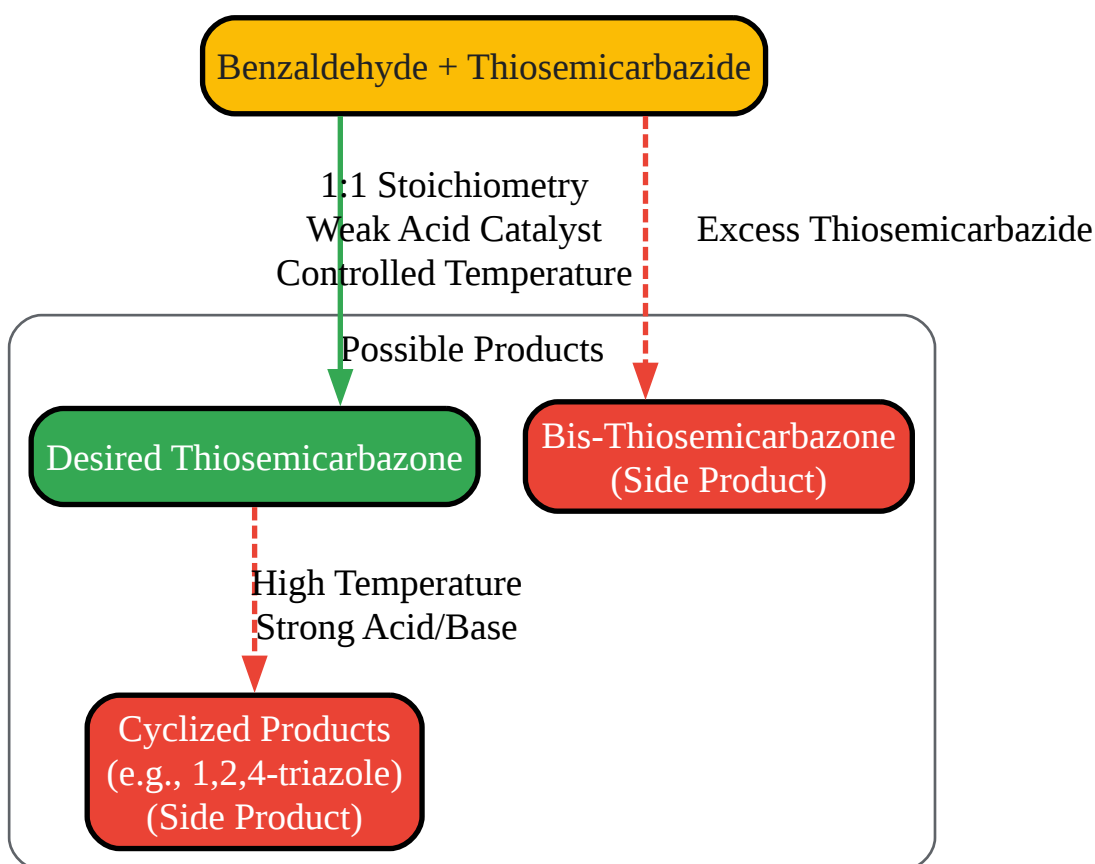 Benzaldehyde + Thiosemicarbazide
1:1 Stoichiometry
Weak Acid Catalyst
Controlled Temperature
Excess Thiosemicarbazide
Possible Products
Desired Thiosemicarbazone
Bis-Thiosemicarbazone
(Side Product)
High Temperature
Strong Acid/Base
Cyclized Products
(e.g., 1,2,4-triazole)
(Side Product)